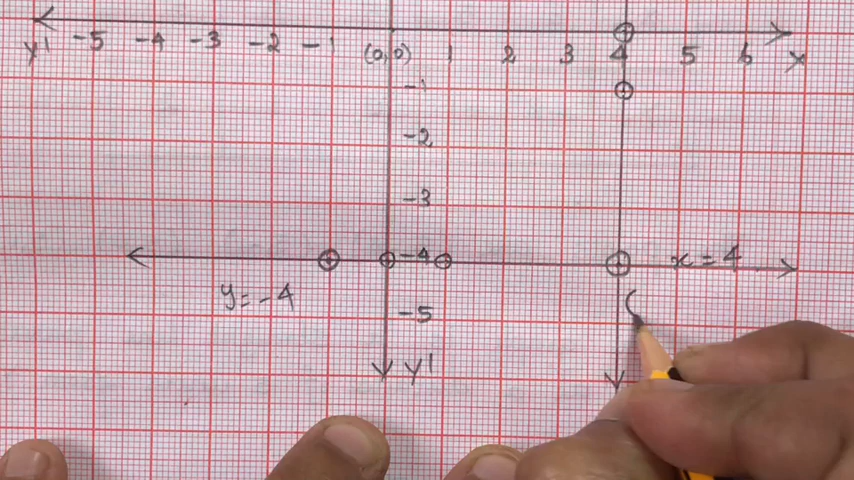 y' -5 -4 -3 -2 -1 (0,0) 1 2 3 4 5 6 x
-1
-2
-3
-4 x = 4
y = -4
-5 (
y'